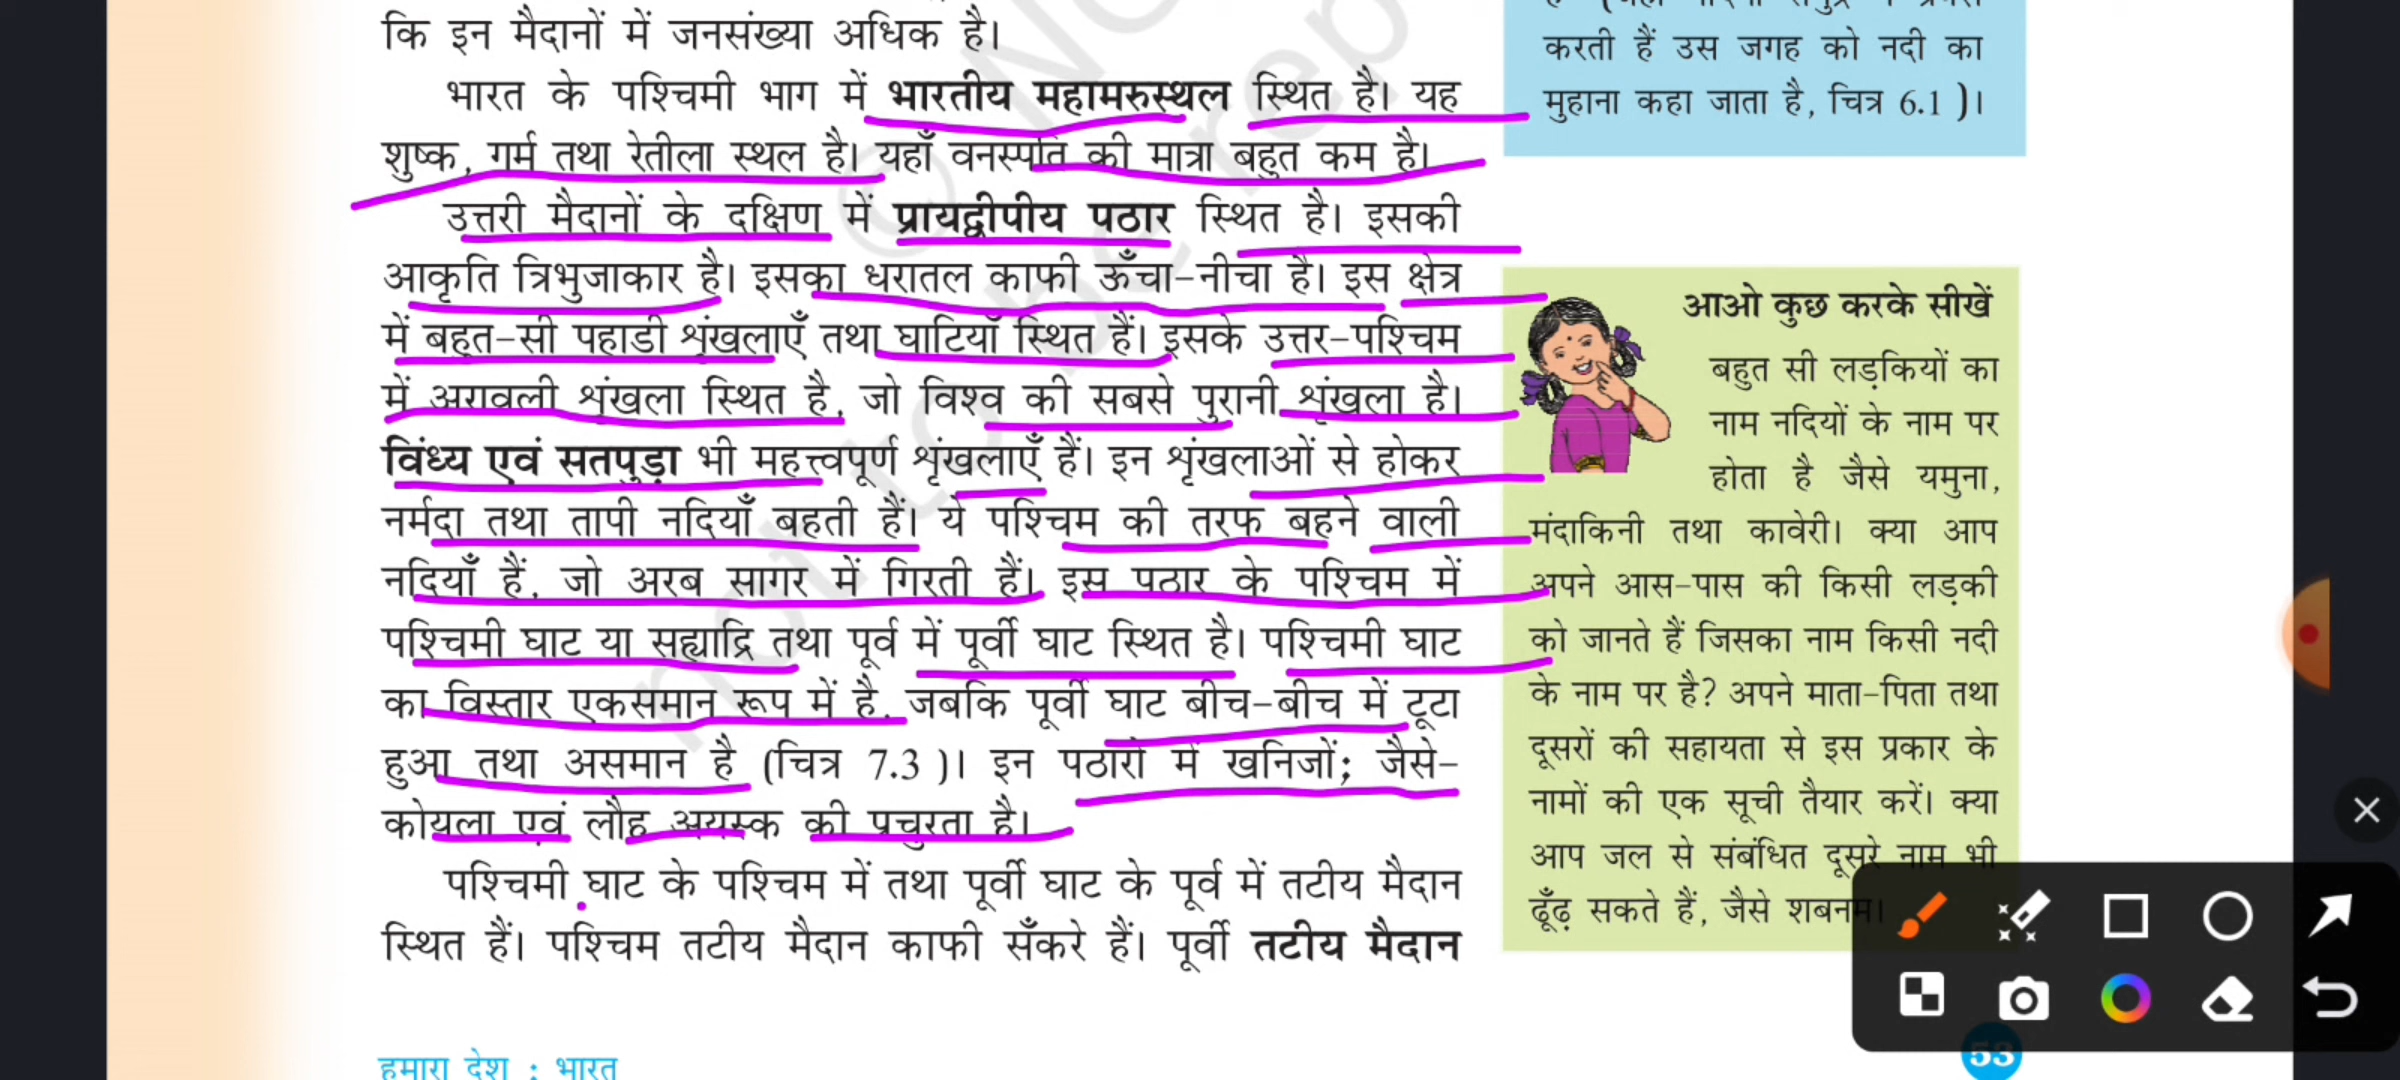 कि इन मैदानों में जनसंख्या अधिक है।
भारत के पश्चिमी भाग में भारतीय महामरुस्थल स्थित है। यह
शुष्क, गर्म तथा रेतीला स्थल है। यहाँ वनस्पति की मात्रा बहुत कम है।
उत्तरी मैदानों के दक्षिण में प्रायद्वीपीय पठार स्थित है। इसकी
आकृति त्रिभुजाकार है। इसका धरातल काफी ऊँचा-नीचा है। इस क्षेत्र
में बहुत-सी पहाडी शृंखलाएँ तथा घाटियाँ स्थित हैं। इसके उत्तर-पश्चिम
में अरावली शृंखला स्थित है, जो विश्व की सबसे पुरानी शृंखला है।
विंध्य एवं सतपुड़ा भी महत्त्वपूर्ण शृंखलाएँ हैं। इन शृंखलाओं से होकर
नर्मदा तथा तापी नदियाँ बहती हैं। ये पश्चिम की तरफ बहने वाली
नदियाँ हैं, जो अरब सागर में गिरती हैं। इस पठार के पश्चिम में
पश्चिमी घाट या सह्याद्रि तथा पूर्व में पूर्वी घाट स्थित है। पश्चिमी घाट
का विस्तार एकसमान रूप में है, जबकि पूर्वी घाट बीच-बीच में टूटा
हुआ तथा असमान है (चित्र 7.3 )। इन पठारों में खनिजों; जैसे-
कोयला एवं लौह अयस्क की प्रचुरता है।
पश्चिमी घाट के पश्चिम में तथा पूर्वी घाट के पूर्व में तटीय मैदान
स्थित हैं। पश्चिम तटीय मैदान काफी सँकरे हैं। पूर्वी तटीय मैदान
करती हैं उस जगह को नदी का
मुहाना कहा जाता है, चित्र 6.1 )।
आओ कुछ करके सीखें
बहुत सी लड़कियों का
नाम नदियों के नाम पर
होता है जैसे यमुना,
मंदाकिनी तथा कावेरी। क्या आप
अपने आस-पास की किसी लड़की
को जानते हैं जिसका नाम किसी नदी
के नाम पर है? अपने माता-पिता तथा
दूसरों की सहायता से इस प्रकार के
नामों की एक सूची तैयार करें। क्या
आप जल से संबंधित दूसरे नाम भी
ढूँढ़ सकते हैं, जैसे शबनम।
हमारा देश : भारत
53
not to be rep